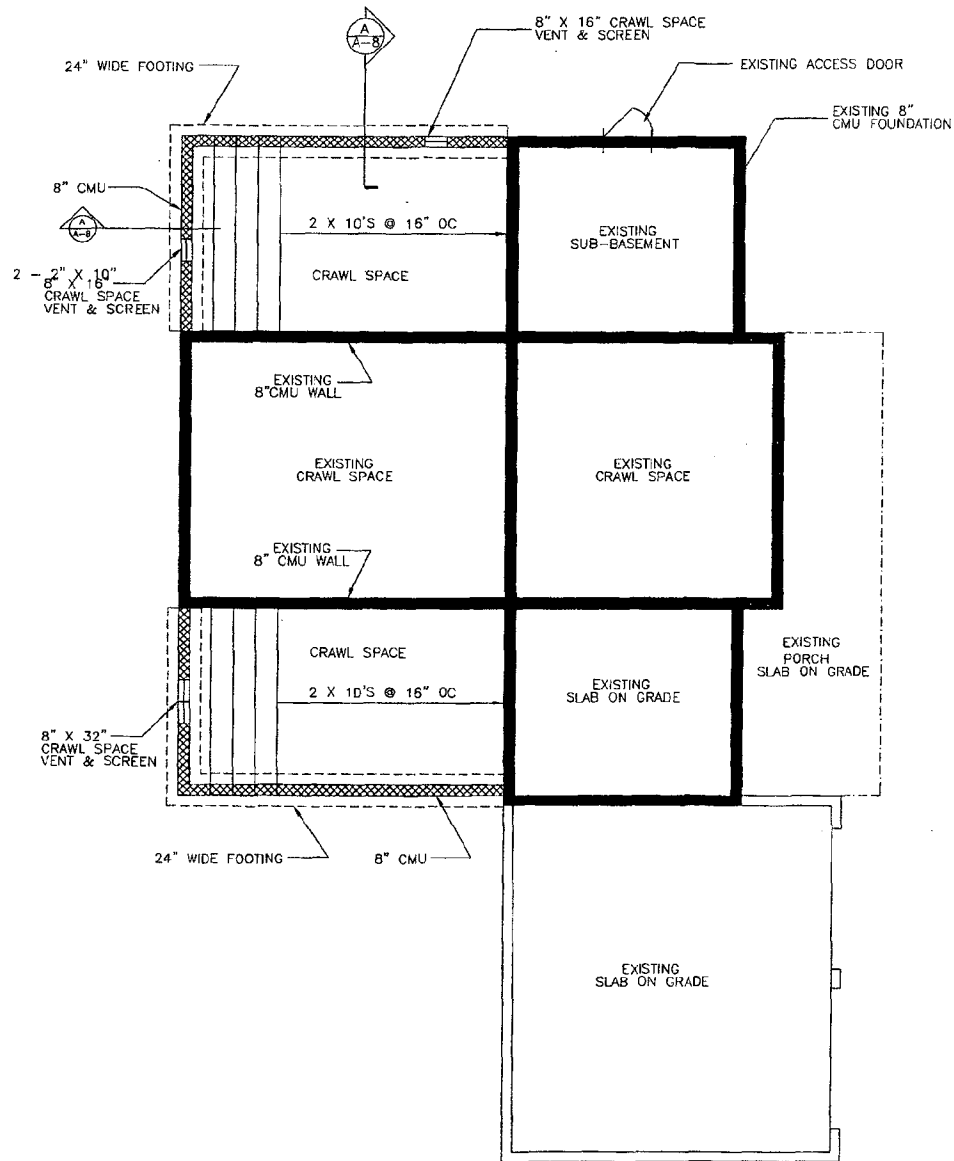 A
A-8
8" X 16" CRAWL SPACE
VENT & SCREEN
24" WIDE FOOTING
EXISTING ACCESS DOOR
EXISTING 8"
CMU FOUNDATION
8" CMU
A
A-8
2 X 10'S @ 16" OC
EXISTING
SUB-BASEMENT
CRAWL SPACE
2 - 2" X 10"
8" X 16"
CRAWL SPACE
VENT & SCREEN
EXISTING
8"CMU WALL
EXISTING
CRAWL SPACE
EXISTING
CRAWL SPACE
EXISTING
8" CMU WALL
CRAWL SPACE
2 X 10'S @ 16" OC
EXISTING
SLAB ON GRADE
EXISTING
PORCH
SLAB ON GRADE
8" X 32"
CRAWL SPACE
VENT & SCREEN
24" WIDE FOOTING
8" CMU
EXISTING
SLAB ON GRADE